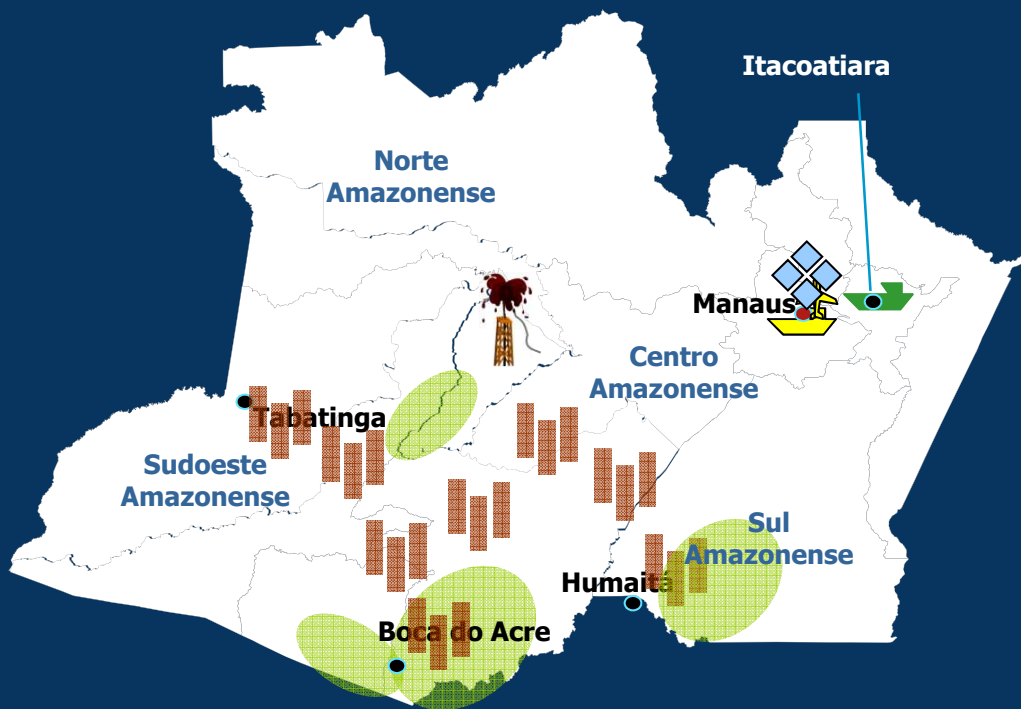 Itacoatiara
Norte
Amazonense
Manaus
Centro
Amazonense
Tabatinga
Sudoeste
Amazonense
Sul
Amazonense
Humaitá
Boca do Acre